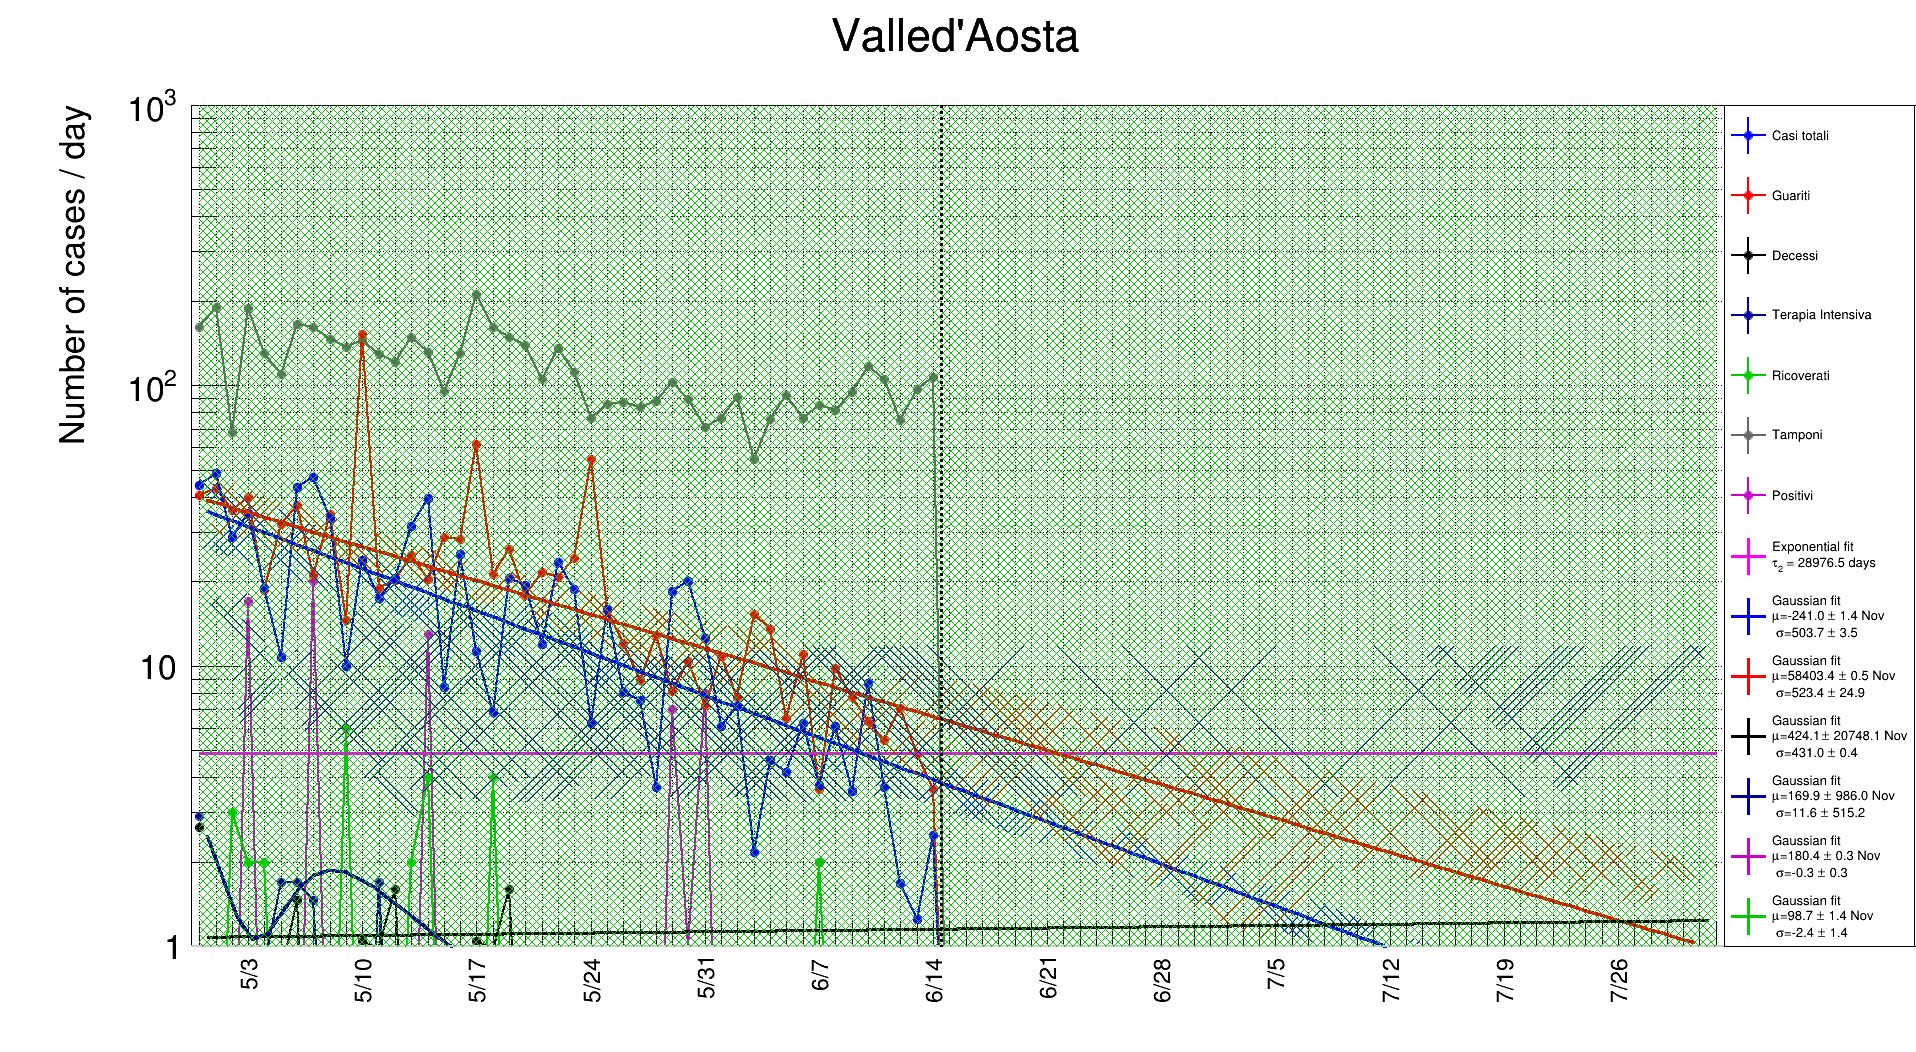 Valled'Aosta
Number of cases / day
10³
10²
10
1
5/3
5/10
5/17
5/24
5/31
6/7
6/14
6/21
6/28
7/5
7/12
7/19
7/26
Casi totali
Guariti
Decessi
Terapia Intensiva
Ricoverati
Tamponi
Positivi
Exponential fit
τ₂ = 28976.5 days
Gaussian fit
μ=-241.0 ± 1.4 Nov
σ=503.7 ± 3.5
Gaussian fit
μ=58403.4 ± 0.5 Nov
σ=523.4 ± 24.9
Gaussian fit
μ=424.1 ± 20748.1 Nov
σ=431.0 ± 0.4
Gaussian fit
μ=169.9 ± 986.0 Nov
σ=11.6 ± 515.2
Gaussian fit
μ=180.4 ± 0.3 Nov
σ=-0.3 ± 0.3
Gaussian fit
μ=98.7 ± 1.4 Nov
σ=-2.4 ± 1.4